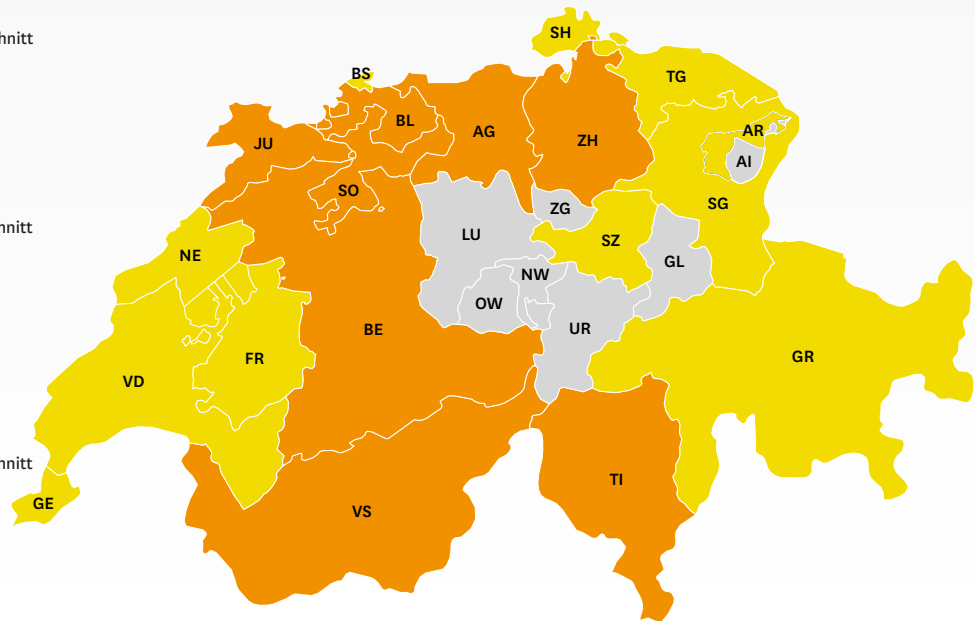 hnitt
SH
BS
TG
BL
AR
AG
ZH
JU
AI
SO
ZG
SG
LU
hnitt
SZ
NE
GL
NW
OW
UR
BE
GR
FR
VD
hnitt
TI
GE
VS